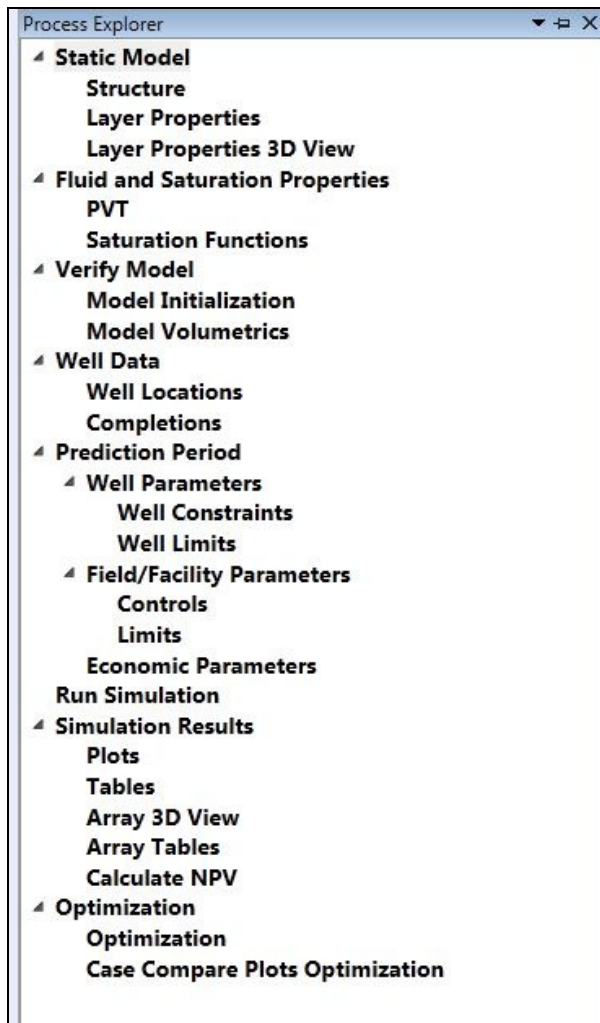 Process Explorer
Static Model
Structure
Layer Properties
Layer Properties 3D View
Fluid and Saturation Properties
PVT
Saturation Functions
Verify Model
Model Initialization
Model Volumetrics
Well Data
Well Locations
Completions
Prediction Period
Well Parameters
Well Constraints
Well Limits
Field/Facility Parameters
Controls
Limits
Economic Parameters
Run Simulation
Simulation Results
Plots
Tables
Array 3D View
Array Tables
Calculate NPV
Optimization
Optimization
Case Compare Plots Optimization